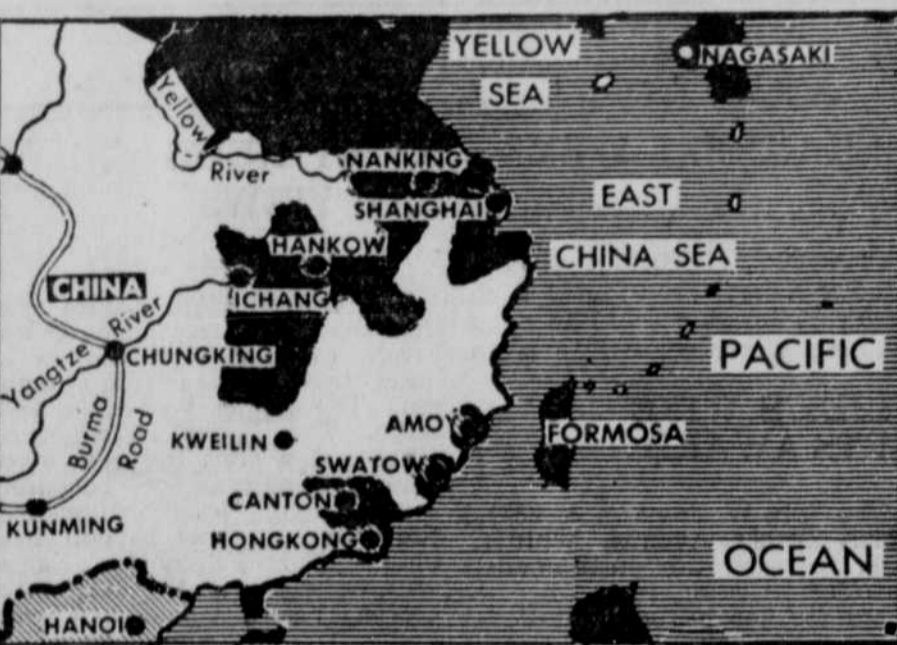 YELLOW
SEA
NAGASAKI
Yellow
River
NANKING
SHANGHAI
EAST
CHINA SEA
HANKOW
CHINA
ICHANG
Yangtze River
CHUNGKING
PACIFIC
Burma
Road
KWEILIN
AMOY
FORMOSA
SWATOW
CANTON
KUNMING
HONGKONG
OCEAN
HANOI